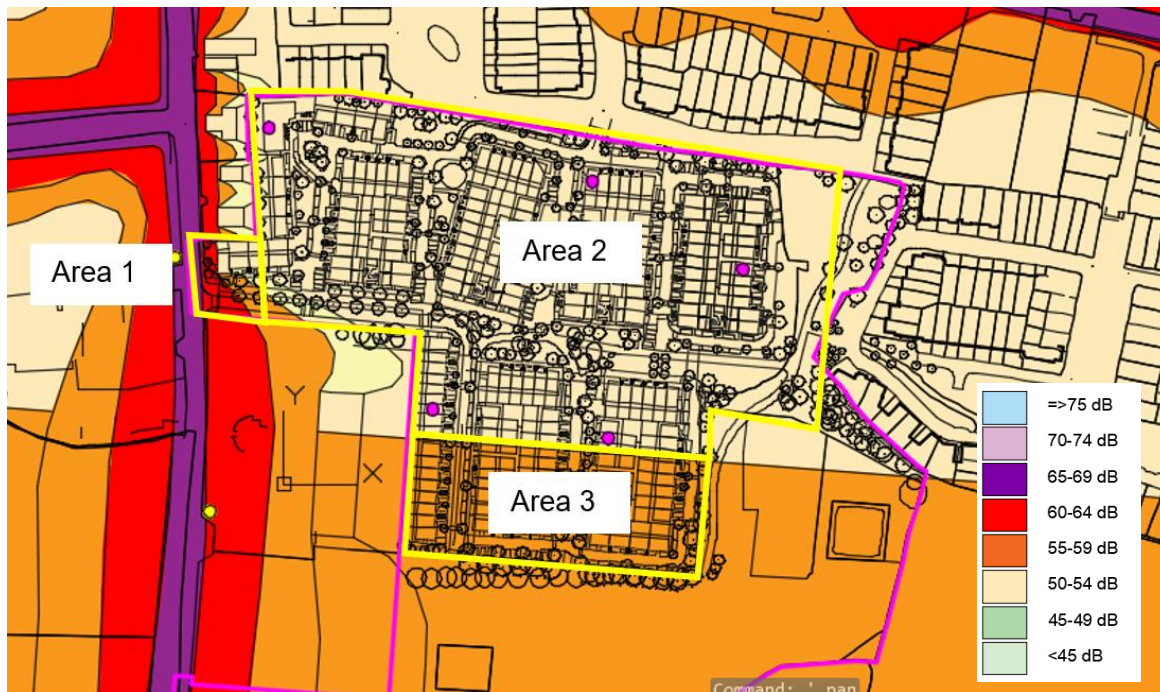 Area 1
Area 2
Y
X
Area 3
=>75 dB
70-74 dB
65-69 dB
60-64 dB
55-59 dB
50-54 dB
45-49 dB
<45 dB
Command: '_pan